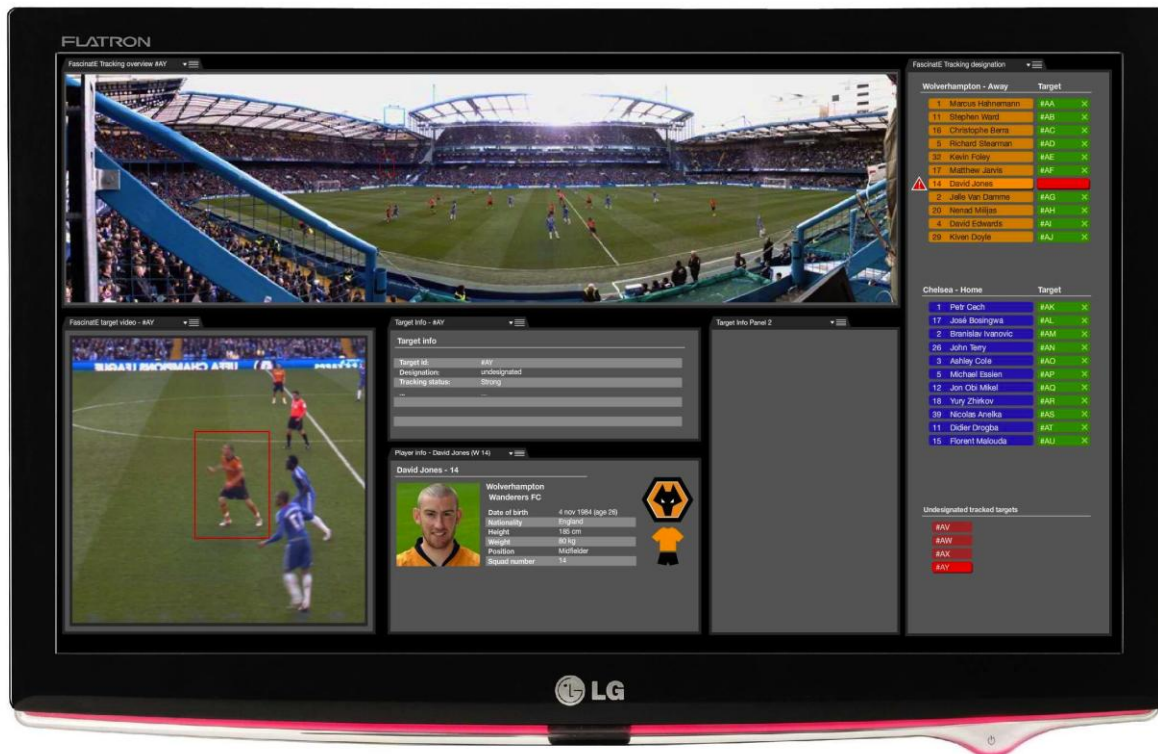 FLATRON
FascinatE Tracking overview #AY
FascinatE Tracking designation
Wolverhampton - Away Target
1 Marcus Hahnemann #AA ×
11 Stephen Ward #AB ×
16 Christophe Berra #AC ×
5 Richard Stearman #AD ×
32 Kevin Foley #AE ×
17 Matthew Jarvis #AF ×
14 David Jones
2 Jelle Van Damme #AG ×
20 Nenad Milijas #AH ×
4 David Edwards #AI ×
29 Kiven Doyle #AJ ×
Chelsea - Home Target
1 Petr Cech #AK ×
17 José Bosingwa #AL ×
2 Branislav Ivanovic #AM ×
26 John Terry #AN ×
3 Ashley Cole #AO ×
5 Michael Essien #AP ×
12 Jon Obi Mikel #AQ ×
18 Yury Zhirkov #AR ×
39 Nicolas Anelka #AS ×
11 Didier Drogba #AT ×
15 Florent Malouda #AU ×
Undesignated tracked targets
#AV
#AW
#AX
#AY
FascinatE target video - #AY
UEFA CHAMPIONS LEAGUE
17
Target Info - #AY
Target info
Target id: #AY
Designation: undesignated
Tracking status: Strong
... ...
Target Info Panel 2
Player info - David Jones (W 14)
David Jones - 14
Wolverhampton
Wanderers FC
Date of birth 4 nov 1984 (age 26)
Nationality England
Height 185 cm
Weight 80 kg
Position Midfielder
Squad number 14
LG